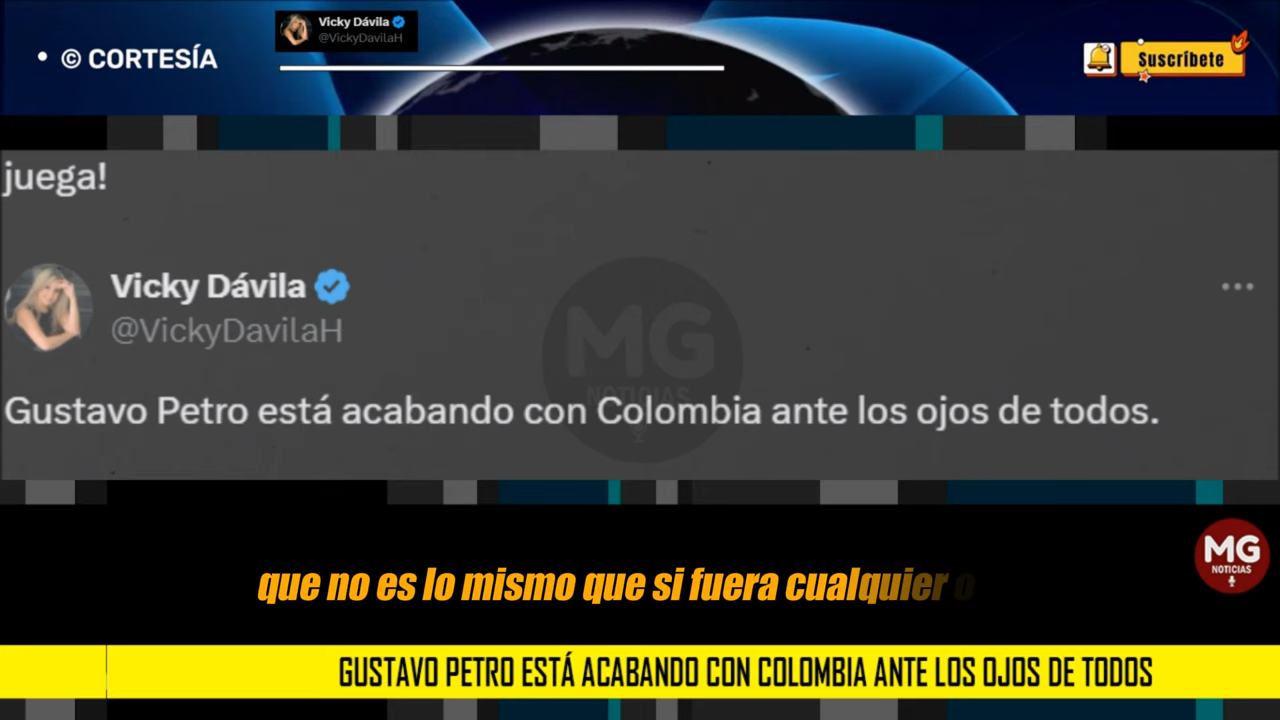 Vicky Dávila
@VickyDavilaH
• © CORTESÍA
Suscríbete
juega!
Vicky Dávila
@VickyDavilaH
Gustavo Petro está acabando con Colombia ante los ojos de todos.
MG
NOTICIAS
que no es lo mismo que si fuera cualquier o
MG
NOTICIAS
GUSTAVO PETRO ESTÁ ACABANDO CON COLOMBIA ANTE LOS OJOS DE TODOS